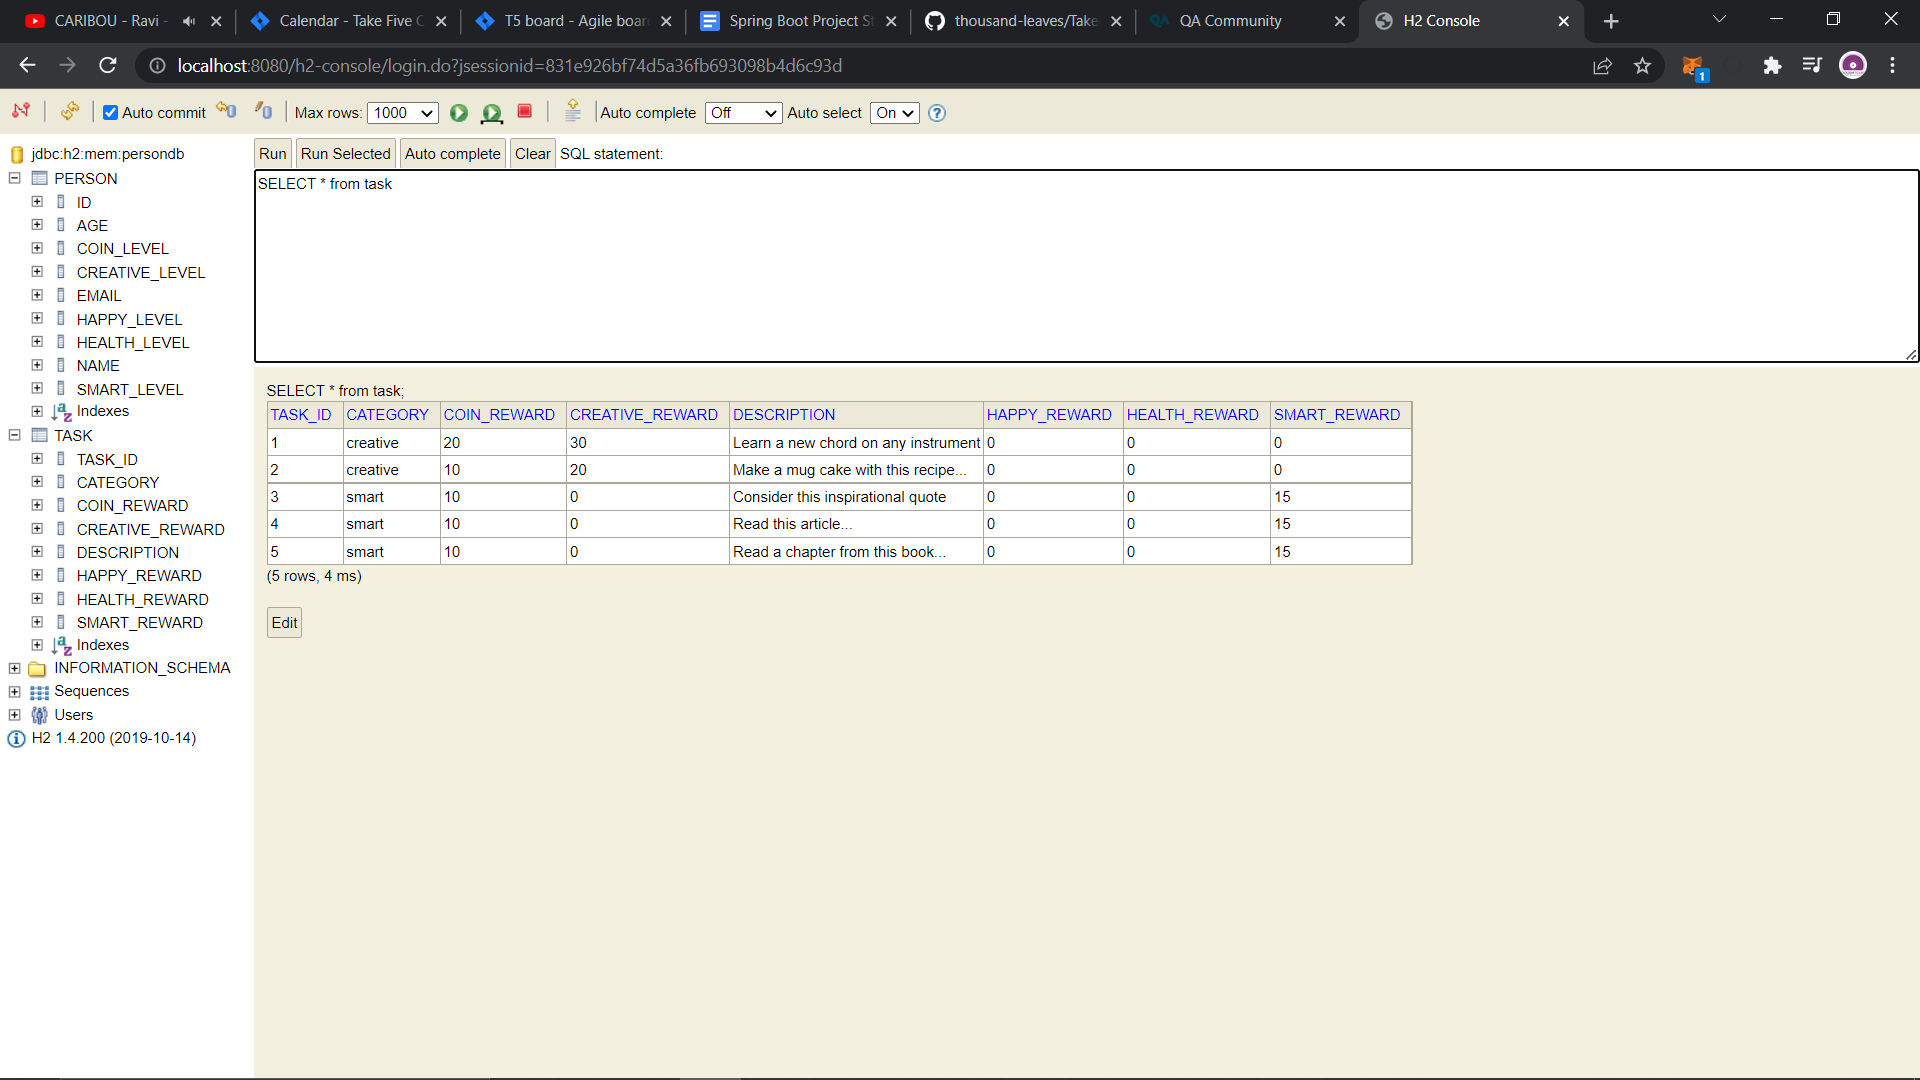 CARIBOU - Ravi -
Calendar - Take Five C
T5 board - Agile boar
Spring Boot Project St
thousand-leaves/Take
QA Community
H2 Console
localhost:8080/h2-console/login.do?jsessionid=831e926bf74d5a36fb693098b4d6c93d
1
Auto commit Max rows: 1000 Auto complete Off Auto select On
jdbc:h2:mem:persondb
PERSON
ID
AGE
COIN_LEVEL
CREATIVE_LEVEL
EMAIL
HAPPY_LEVEL
HEALTH_LEVEL
NAME
SMART_LEVEL
Indexes
TASK
TASK_ID
CATEGORY
COIN_REWARD
CREATIVE_REWARD
DESCRIPTION
HAPPY_REWARD
HEALTH_REWARD
SMART_REWARD
Indexes
INFORMATION_SCHEMA
Sequences
Users
H2 1.4.200 (2019-10-14)
Run Run Selected Auto complete Clear SQL statement:
SELECT * from task
SELECT * from task;
TASK_ID CATEGORY COIN_REWARD CREATIVE_REWARD DESCRIPTION HAPPY_REWARD HEALTH_REWARD SMART_REWARD
1 creative 20 30 Learn a new chord on any instrument 0 0 0
2 creative 10 20 Make a mug cake with this recipe... 0 0 0
3 smart 10 0 Consider this inspirational quote 0 0 15
4 smart 10 0 Read this article... 0 0 15
5 smart 10 0 Read a chapter from this book... 0 0 15
(5 rows, 4 ms)
Edit